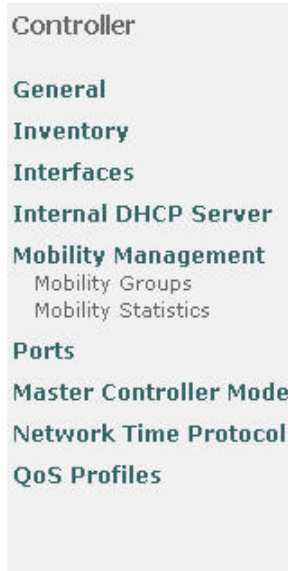 Controller
General
Inventory
Interfaces
Internal DHCP Server
Mobility Management
Mobility Groups
Mobility Statistics
Ports
Master Controller Mode
Network Time Protocol
QoS Profiles